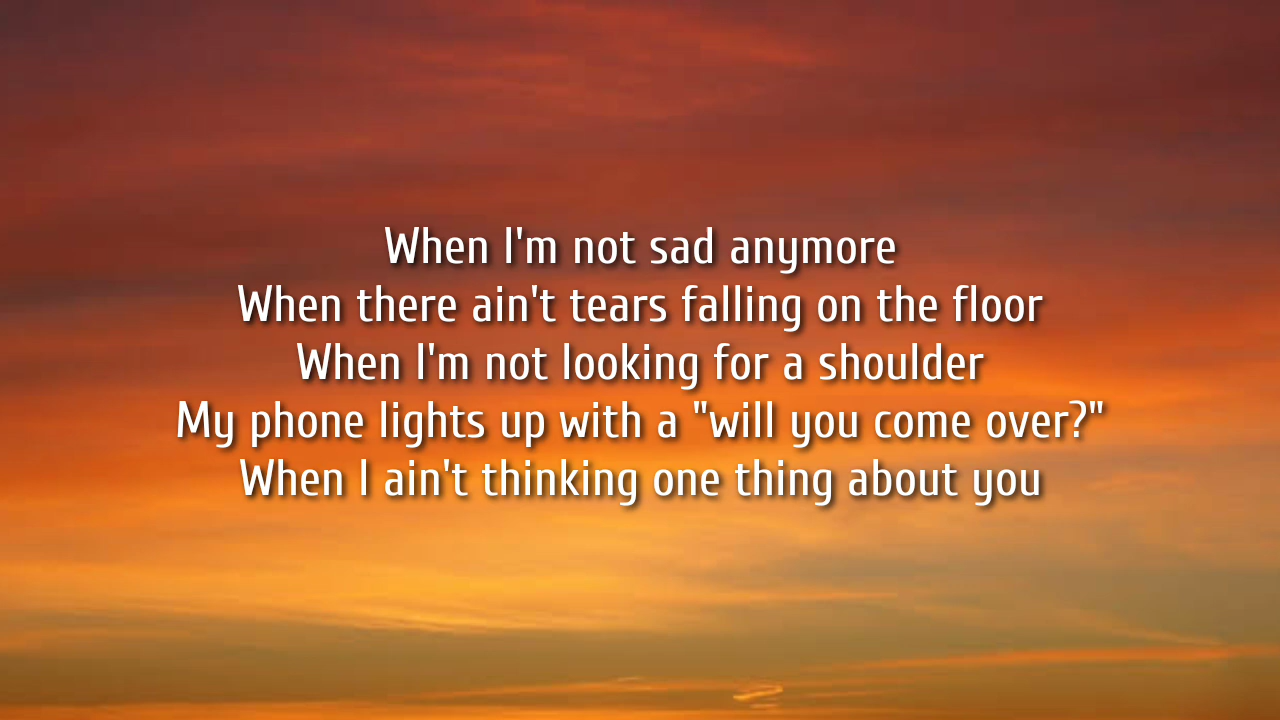 When I'm not sad anymore
When there ain't tears falling on the floor
When I'm not looking for a shoulder
My phone lights up with a "will you come over?"
When I ain't thinking one thing about you